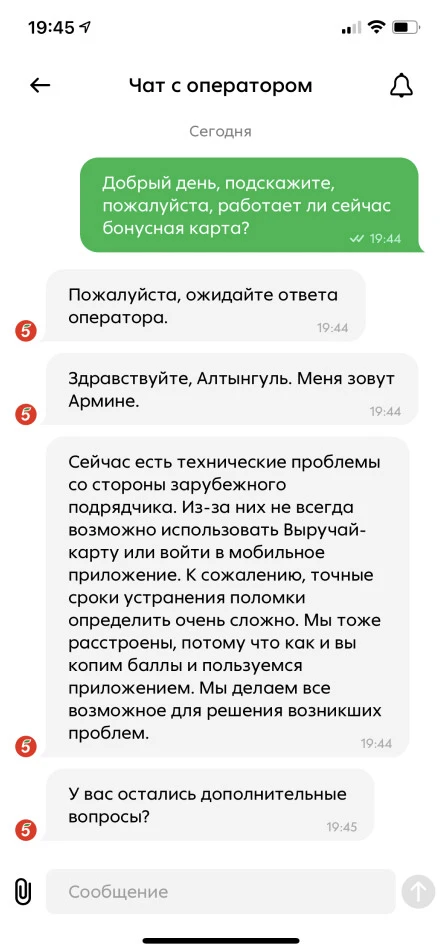 19:45
Чат с оператором
Сегодня
Добрый день, подскажите,
пожалуйста, работает ли сейчас
бонусная карта?
19:44
Пожалуйста, ожидайте ответа
оператора.
19:44
5
Здравствуйте, Алтынгуль. Меня зовут
Армине.
19:44
5
Сейчас есть технические проблемы
со стороны зарубежного
подрядчика. Из-за них не всегда
возможно использовать Выручай-
карту или войти в мобильное
приложение. К сожалению, точные
сроки устранения поломки
определить очень сложно. Мы тоже
расстроены, потому что как и вы
копим баллы и пользуемся
приложением. Мы делаем все
возможное для решения возникших
проблем.
19:44
5
У вас остались дополнительные
вопросы?
19:45
5
Сообщение